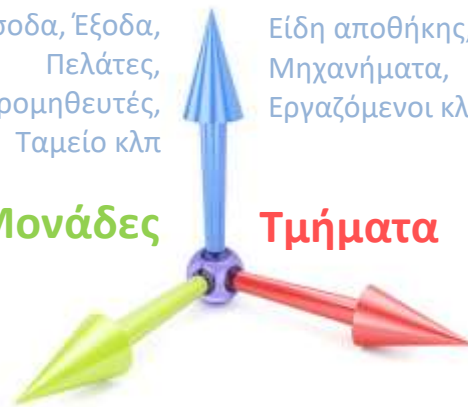 σοδα, Έξοδα,
Πελάτες,
ρομηθευτές,
Ταμείο κλπ
Είδη αποθήκης,
Μηχανήματα,
Εργαζόμενοι κλ
Μονάδες
Τμήματα